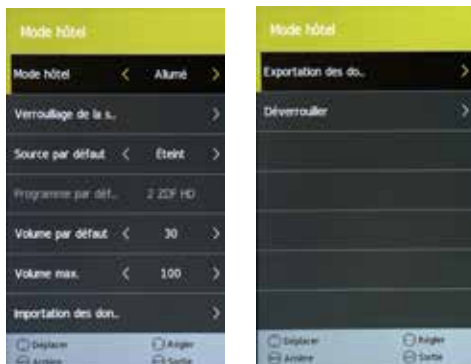 Mode hôtel
Mode hôtel < Allumé >
Verrouillage de la s.. >
Source par défaut < Éteint >
Programme par déf.. 2 ZDF HD
Volume par défaut < 30 >
Volume max. < 100 >
Importation des don.. >
Déplacer Régler
Arrière Sortie
Mode hôtel
Exportation des do.. >
Déverrouiller >
Déplacer Régler
Arrière Sortie